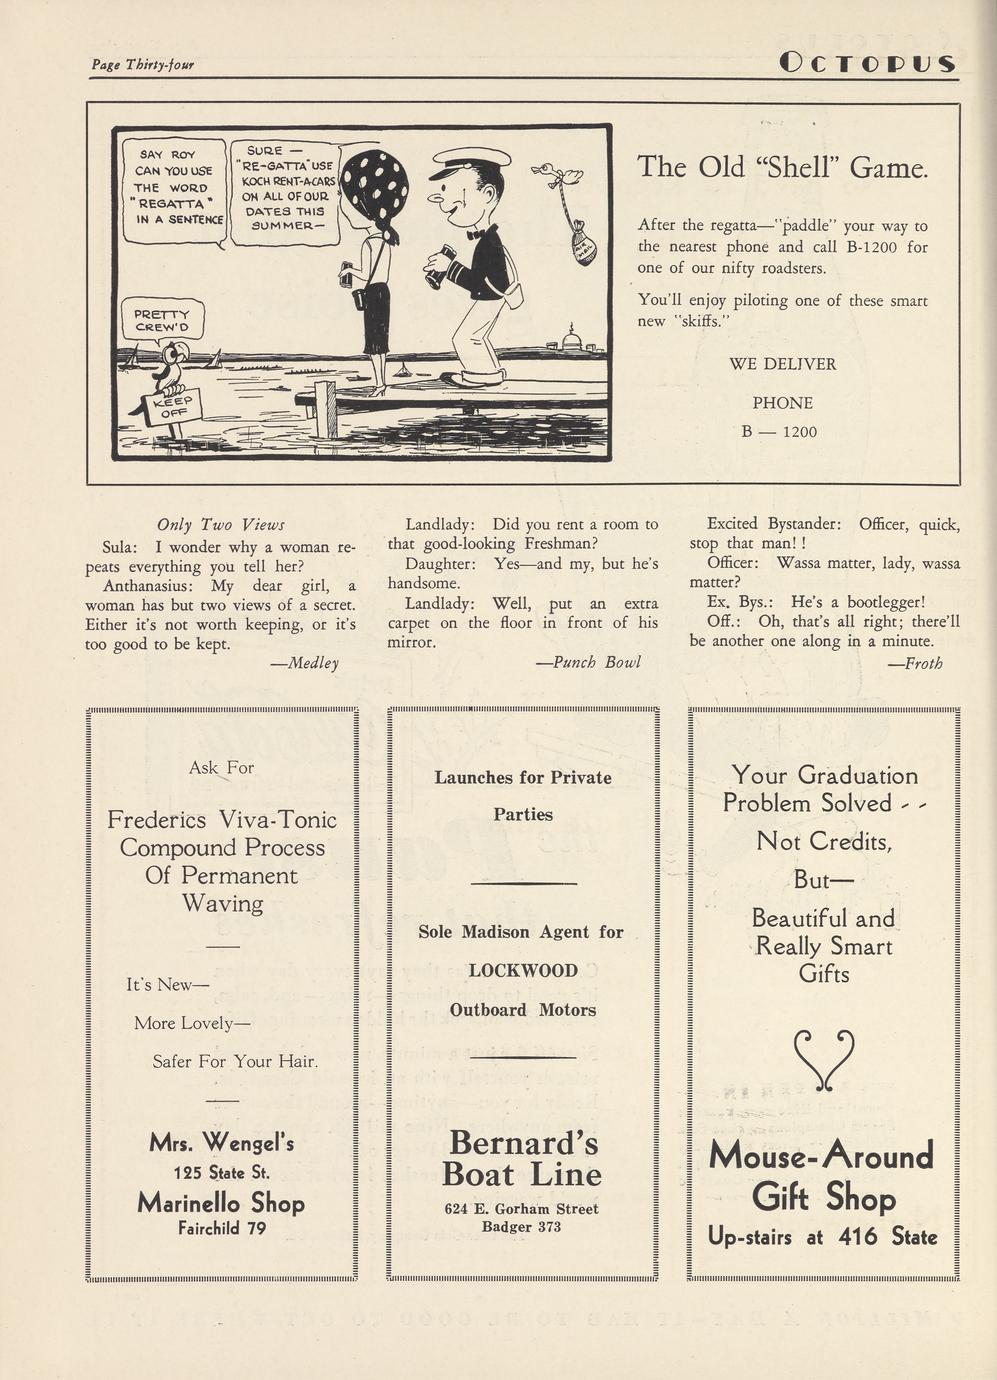 Page Thirty-four
OCTOPUS
SAY ROY
CAN YOU USE
THE WORD
"REGATTA"
IN A SENTENCE
SURE —
"RE-GATTA" USE
KOCH RENT-A-CARS
ON ALL OF OUR
DATES THIS
SUMMER—
AIR
MAIL
PRETTY
CREW'D
KEEP
OFF
The Old "Shell" Game.
After the regatta—"paddle" your way to
the nearest phone and call B-1200 for
one of our nifty roadsters.
You'll enjoy piloting one of these smart
new "skiffs."
WE DELIVER
PHONE
B — 1200
Only Two Views
Sula: I wonder why a woman re-
peats everything you tell her?
Anthanasius: My dear girl, a
woman has but two views of a secret.
Either it's not worth keeping, or it's
too good to be kept.
—Medley
Landlady: Did you rent a room to
that good-looking Freshman?
Daughter: Yes—and my, but he's
handsome.
Landlady: Well, put an extra
carpet on the floor in front of his
mirror.
—Punch Bowl
Excited Bystander: Officer, quick,
stop that man! !
Officer: Wassa matter, lady, wassa
matter?
Ex. Bys.: He's a bootlegger!
Off.: Oh, that's all right; there'll
be another one along in a minute.
—Froth
Ask For
Frederics Viva-Tonic
Compound Process
Of Permanent
Waving
It's New—
More Lovely—
Safer For Your Hair.
Mrs. Wengel's
125 State St.
Marinello Shop
Fairchild 79
Launches for Private
Parties
Sole Madison Agent for
LOCKWOOD
Outboard Motors
Bernard's
Boat Line
624 E. Gorham Street
Badger 373
Your Graduation
Problem Solved - -
Not Credits,
But—
Beautiful and
Really Smart
Gifts
Mouse-Around
Gift Shop
Up-stairs at 416 State